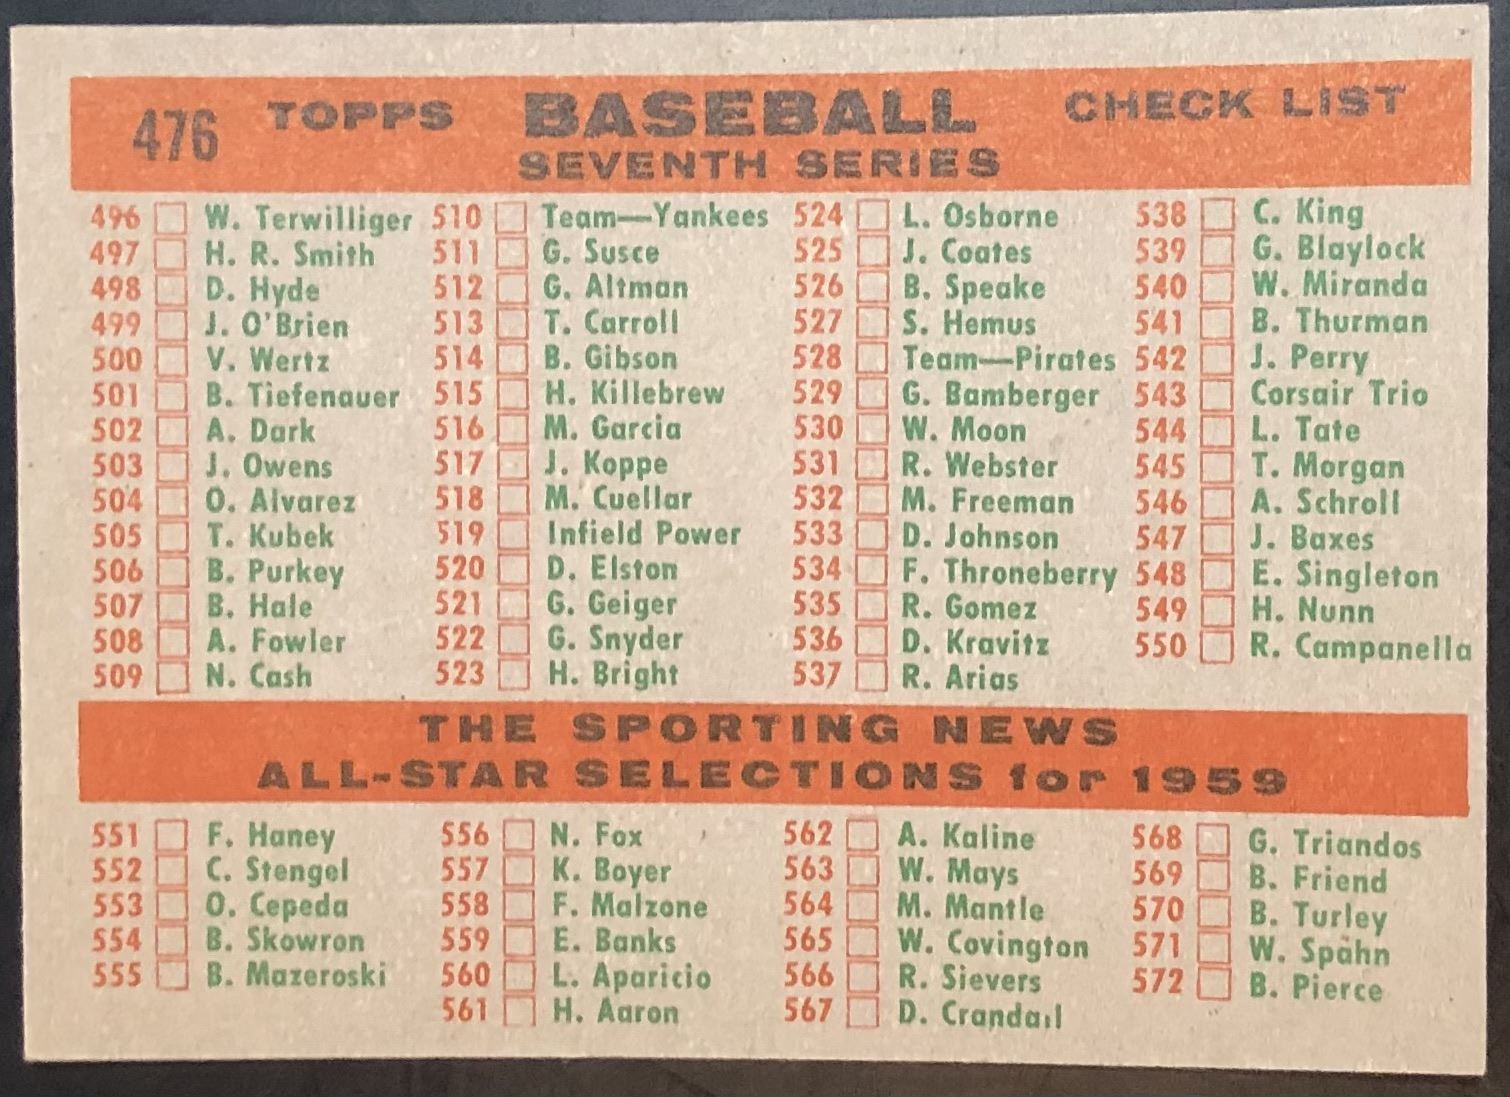 476 TOPPS BASEBALL CHECK LIST
SEVENTH SERIES
496 W. Terwilliger
497 H. R. Smith
498 D. Hyde
499 J. O'Brien
500 V. Wertz
501 B. Tiefenauer
502 A. Dark
503 J. Owens
504 O. Alvarez
505 T. Kubek
506 B. Purkey
507 B. Hale
508 A. Fowler
509 N. Cash
510 Team—Yankees
511 G. Susce
512 G. Altman
513 T. Carroll
514 B. Gibson
515 H. Killebrew
516 M. Garcia
517 J. Koppe
518 M. Cuellar
519 Infield Power
520 D. Elston
521 G. Geiger
522 G. Snyder
523 H. Bright
524 L. Osborne
525 J. Coates
526 B. Speake
527 S. Hemus
528 Team—Pirates
529 G. Bamberger
530 W. Moon
531 R. Webster
532 M. Freeman
533 D. Johnson
534 F. Throneberry
535 R. Gomez
536 D. Kravitz
537 R. Arias
538 C. King
539 G. Blaylock
540 W. Miranda
541 B. Thurman
542 J. Perry
543 Corsair Trio
544 L. Tate
545 T. Morgan
546 A. Schroll
547 J. Baxes
548 E. Singleton
549 H. Nunn
550 R. Campanella
THE SPORTING NEWS
ALL-STAR SELECTIONS for 1959
551 F. Haney
552 C. Stengel
553 O. Cepeda
554 B. Skowron
555 B. Mazeroski
556 N. Fox
557 K. Boyer
558 F. Malzone
559 E. Banks
560 L. Aparicio
561 H. Aaron
562 A. Kaline
563 W. Mays
564 M. Mantle
565 W. Covington
566 R. Sievers
567 D. Crandall
568 G. Triandos
569 B. Friend
570 B. Turley
571 W. Spahn
572 B. Pierce